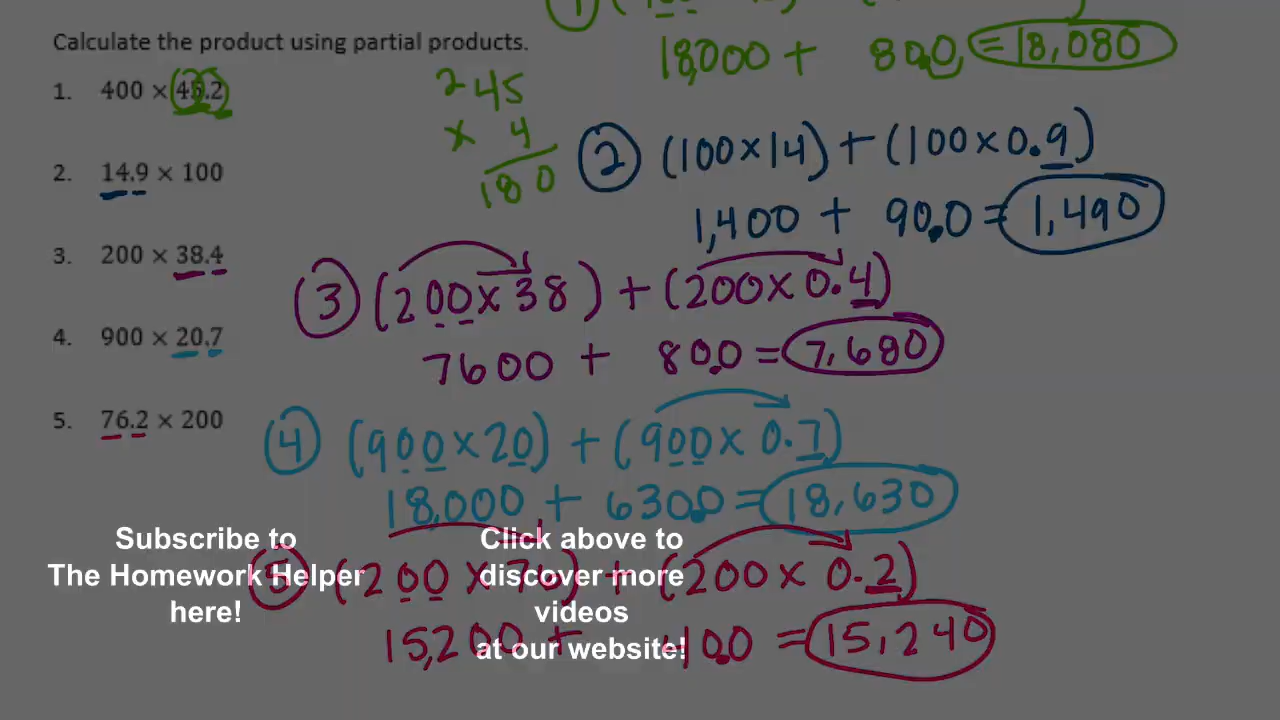 18,000 + 80.0 = 18,080
Calculate the product using partial products.
1. 400 × 45.2
245
× 4
180
2. 14.9 × 100
② (100×14) + (100×0.9)
1,400 + 90.0 = 1,490
3. 200 × 38.4
③ (200×38) + (200×0.4)
7600 + 80.0 = 7,680
4. 900 × 20.7
④ (900×20) + (900×0.7)
18,000 + 630.0 = 18,630
5. 76.2 × 200
⑤ (200×76) + (200×0.2)
15,200 + 40.0 = 15,240
Subscribe to
The Homework Helper
here!
Click above to
discover more
videos
at our website!